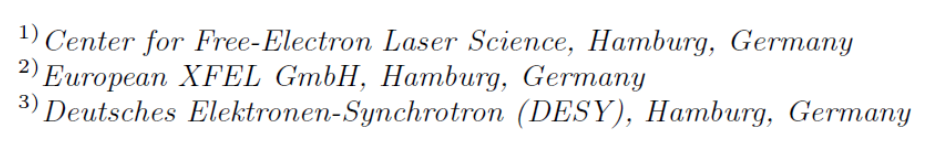 1) Center for Free-Electron Laser Science, Hamburg, Germany
2) European XFEL GmbH, Hamburg, Germany
3) Deutsches Elektronen-Synchrotron (DESY), Hamburg, Germany